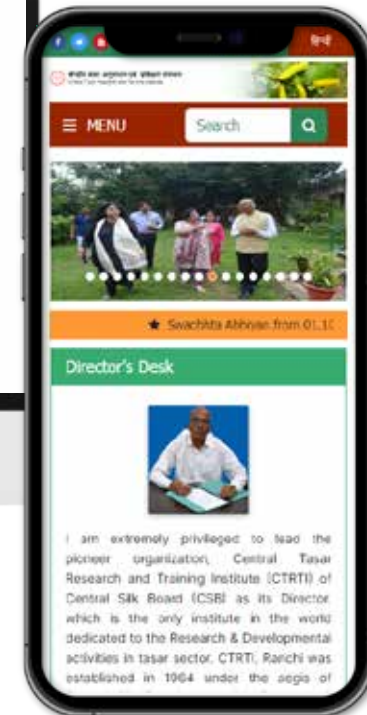 हिन्दी
MENU
Search
★ Swachhta Abhiyan from 01.10
Director's Desk
I am extremely privileged to lead the
pioneer organization, Central Tasar
Research and Training Institute (CTRTI) of
Central Silk Board (CSB) as its Director.
which is the only institute in the world
dedicated to the Research & Developmental
activities in tasar sector. CTRTI, Ranchi was
established in 1964 under the aegis of